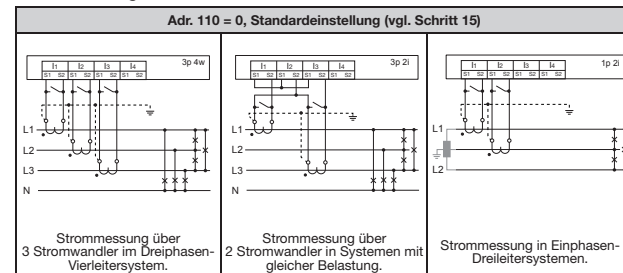 Adr. 110 = 0, Standardeinstellung (vgl. Schritt 15)
I1 I2 I3 I4 3p 4w
S1 S2 S1 S2 S1 S2 S1 S2
L1
L2
L3
N
Strommessung über
3 Stromwandler im Dreiphasen-
Vierleitersystem.
I1 I2 I3 I4 3p 2i
S1 S2 S1 S2 S1 S2 S1 S2
L1
L2
L3
N
Strommessung über
2 Stromwandler in Systemen mit
gleicher Belastung.
I1 I2 I3 I4 1p 2i
S1 S2 S1 S2 S1 S2 S1 S2
L1
L2
Strommessung in Einphasen-
Dreileitersystemen.